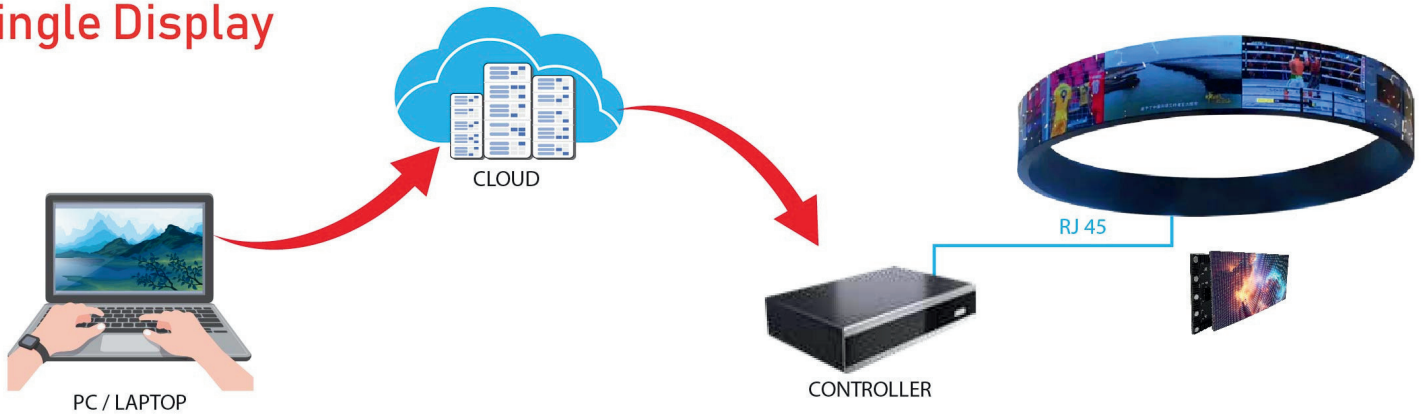 ingle Display
CLOUD
RJ 45
CONTROLLER
PC / LAPTOP